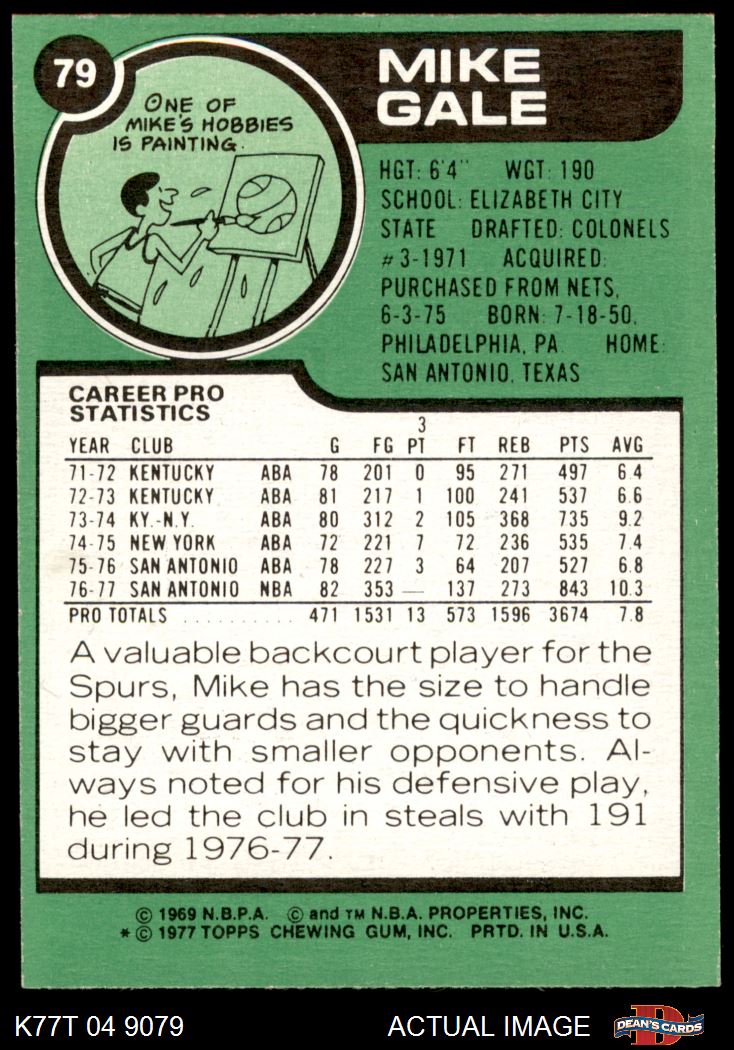 79
MIKE
GALE
ONE OF
MIKE'S HOBBIES
IS PAINTING.
HGT: 6'4" WGT: 190
SCHOOL: ELIZABETH CITY
STATE DRAFTED: COLONELS
#3-1971 ACQUIRED:
PURCHASED FROM NETS,
6-3-75 BORN: 7-18-50,
PHILADELPHIA, PA. HOME:
SAN ANTONIO, TEXAS
CAREER PRO
STATISTICS
YEAR CLUB G FG 3 PT FT REB PTS AVG
71-72 KENTUCKY ABA 78 201 0 95 271 497 6.4
72-73 KENTUCKY ABA 81 217 1 100 241 537 6.6
73-74 KY.-N.Y. ABA 80 312 2 105 368 735 9.2
74-75 NEW YORK ABA 72 221 7 72 236 535 7.4
75-76 SAN ANTONIO ABA 78 227 3 64 207 527 6.8
76-77 SAN ANTONIO NBA 82 353 — 137 273 843 10.3
PRO TOTALS . . . . . . . . . . 471 1531 13 573 1596 3674 7.8
A valuable backcourt player for the
Spurs, Mike has the size to handle
bigger guards and the quickness to
stay with smaller opponents. Al-
ways noted for his defensive play,
he led the club in steals with 191
during 1976-77.
© 1969 N.B.P.A. © and TM N.B.A. PROPERTIES, INC.
* © 1977 TOPPS CHEWING GUM, INC. PRTD. IN U.S.A.
K77T 04 9079 ACTUAL IMAGE DEAN'S CARDS